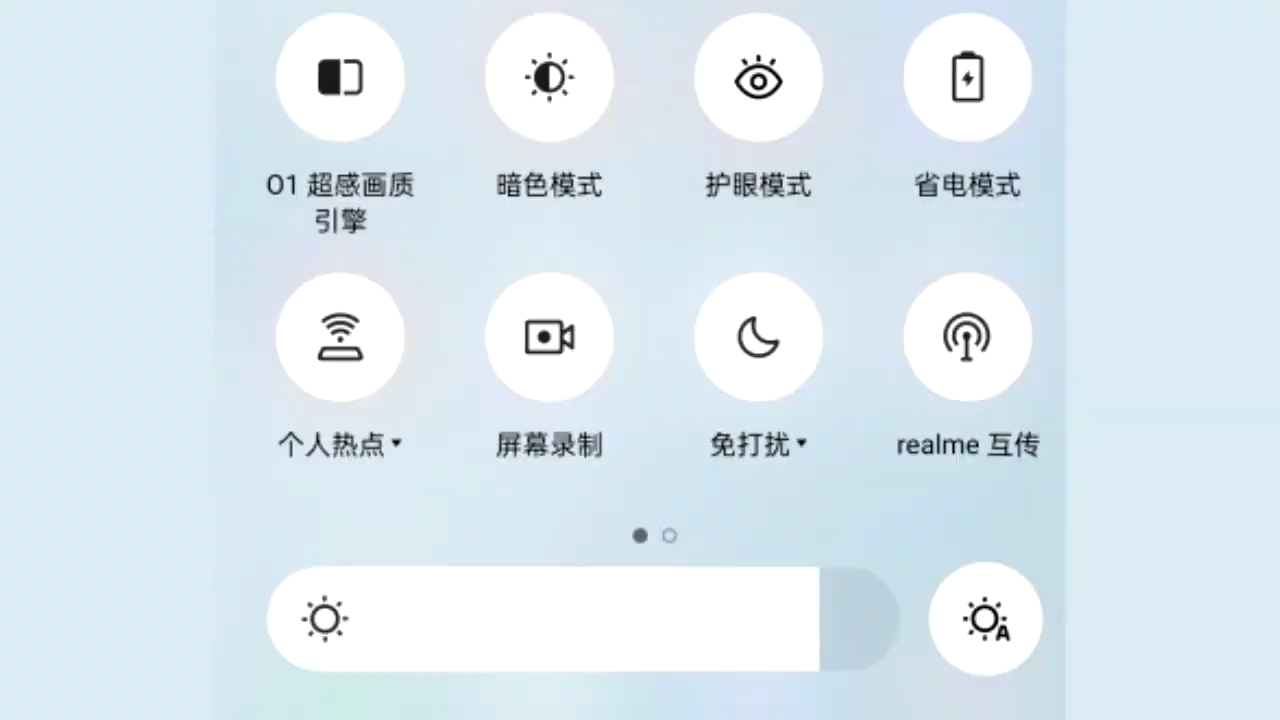 O1 超感画质
引擎
暗色模式
护眼模式
省电模式
个人热点
屏幕录制
免打扰
realme 互传
A